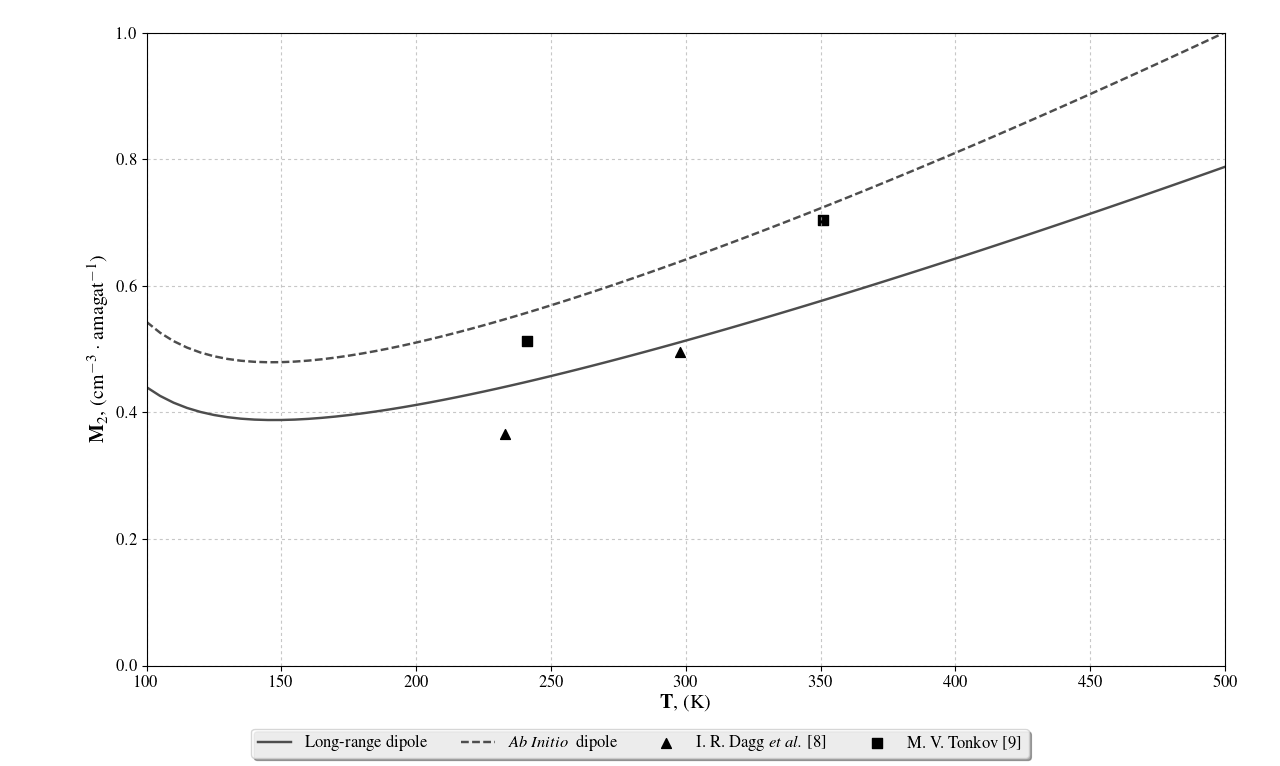 1.0
0.8
0.6
0.4
0.2
0.0
M₂, (cm⁻³ · amagat⁻¹)
100 150 200 250 300 350 400 450 500
T, (K)
Long-range dipole Ab Initio dipole I. R. Dagg et al. [8] M. V. Tonkov [9]